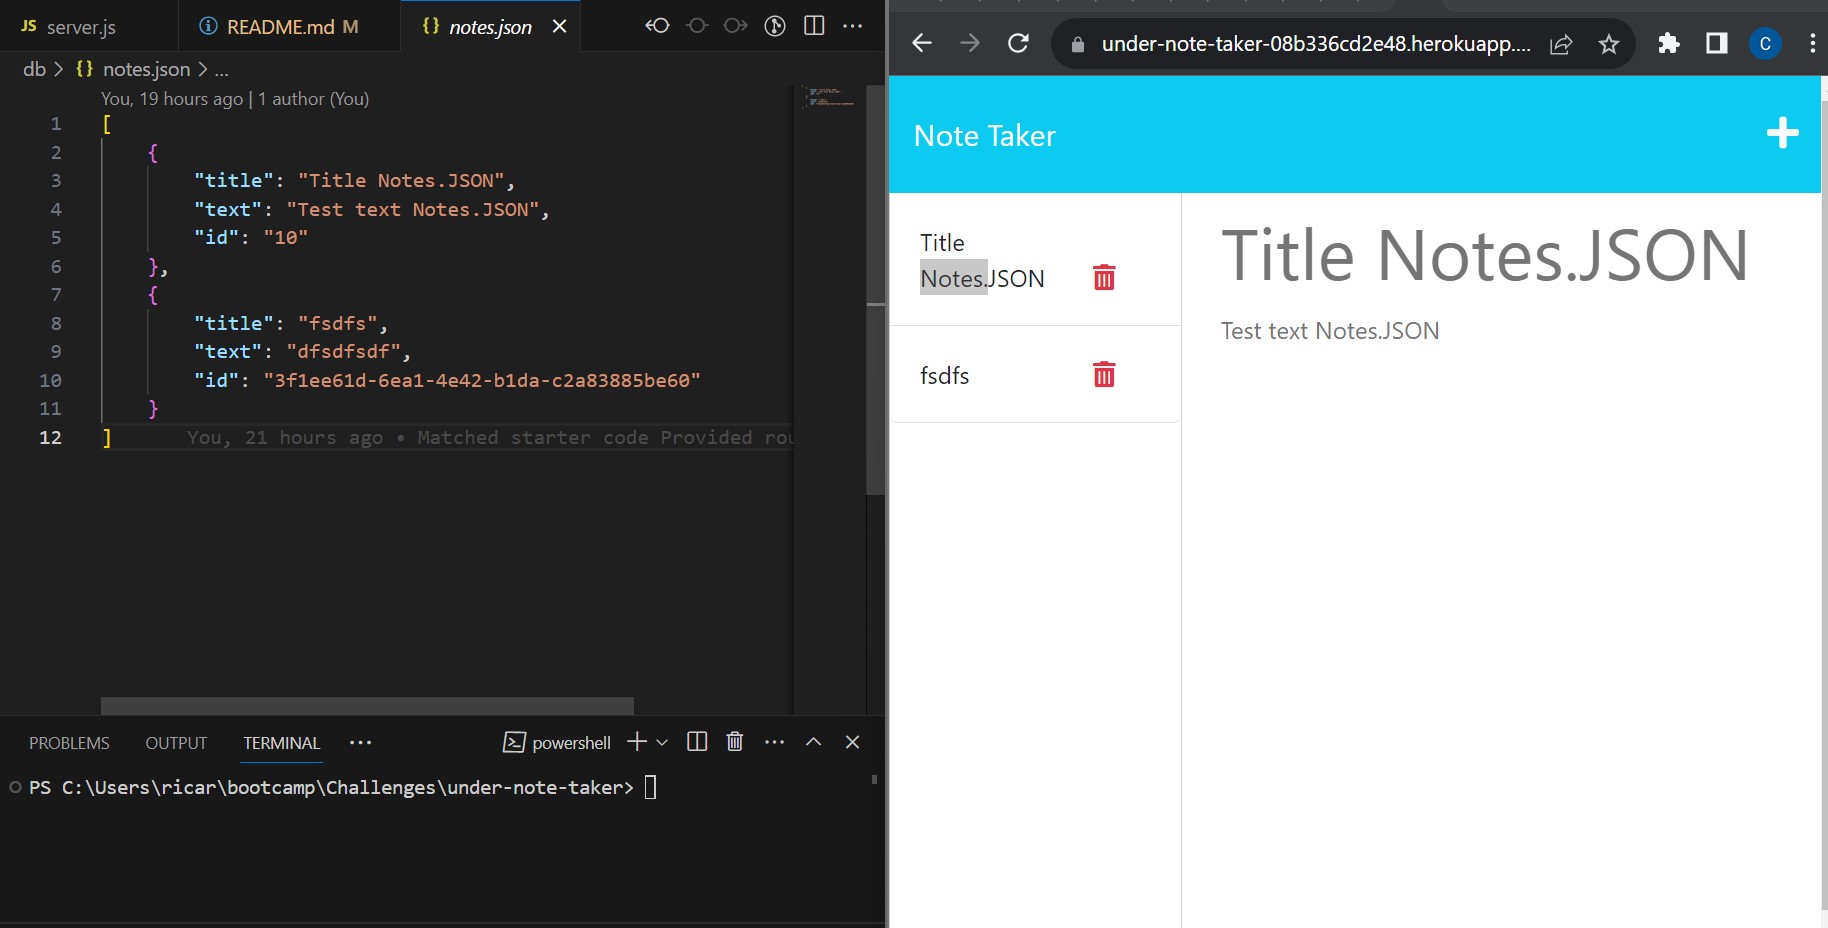 JS server.js
README.md M
{} notes.json
db > {} notes.json > ...
You, 19 hours ago | 1 author (You)
1 [
2 {
3 "title": "Title Notes.JSON",
4 "text": "Test text Notes.JSON",
5 "id": "10"
6 },
7 {
8 "title": "fsdfs",
9 "text": "dfsdfsdf",
10 "id": "3f1ee61d-6ea1-4e42-b1da-c2a83885be60"
11 }
12 ] You, 21 hours ago • Matched starter code Provided rou
PROBLEMS OUTPUT TERMINAL ... powershell
PS C:\Users\ricar\bootcamp\Challenges\under-note-taker>
under-note-taker-08b336cd2e48.herokuapp....
C
Note Taker
Title
Notes.JSON
fsdfs
Title Notes.JSON
Test text Notes.JSON